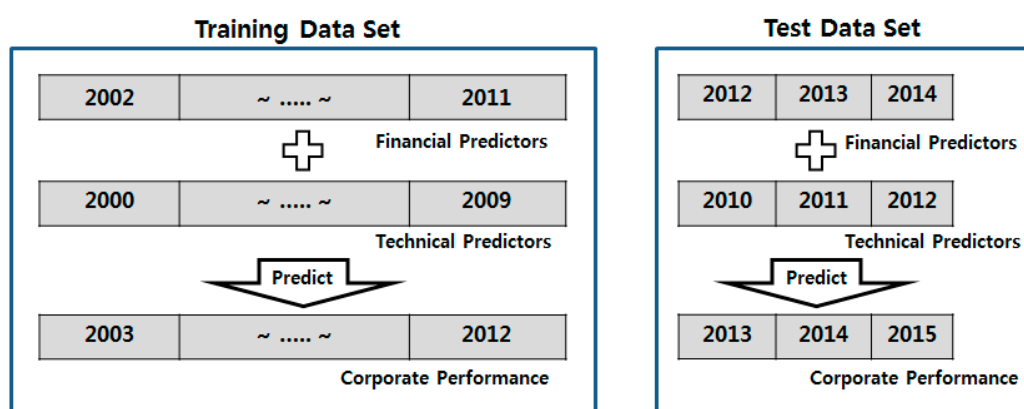 Training Data Set
2002 ~ ..... ~ 2011
Financial Predictors
2000 ~ ..... ~ 2009
Technical Predictors
Predict
2003 ~ ..... ~ 2012
Corporate Performance
Test Data Set
2012 2013 2014
Financial Predictors
2010 2011 2012
Technical Predictors
Predict
2013 2014 2015
Corporate Performance